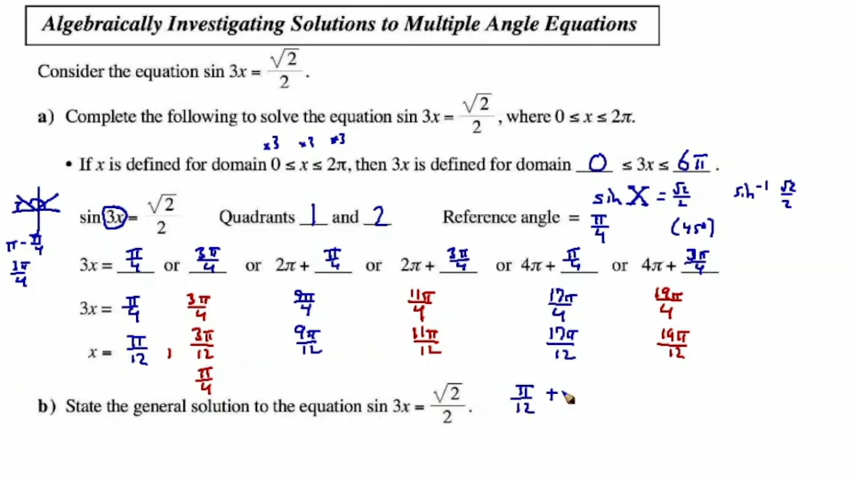 Algebraically Investigating Solutions to Multiple Angle Equations
Consider the equation sin 3x = √2/2 .
a) Complete the following to solve the equation sin 3x = √2/2 , where 0 ≤ x ≤ 2π.
×3 ×3 ×3
• If x is defined for domain 0 ≤ x ≤ 2π, then 3x is defined for domain 0 ≤ 3x ≤ 6π .
sin X = √2/2 sin⁻¹ √2/2
sin 3x = √2/2 Quadrants 1 and 2 Reference angle = π/4 (45°)
π - π/4
3π/4
3x = π/4 or 3π/4 or 2π + π/4 or 2π + 3π/4 or 4π + π/4 or 4π + 3π/4
3x = π/4 3π/4 9π/4 11π/4 17π/4 19π/4
x = π/12 , 3π/12 9π/12 11π/12 17π/12 19π/12
π/4
b) State the general solution to the equation sin 3x = √2/2 . π/12 +